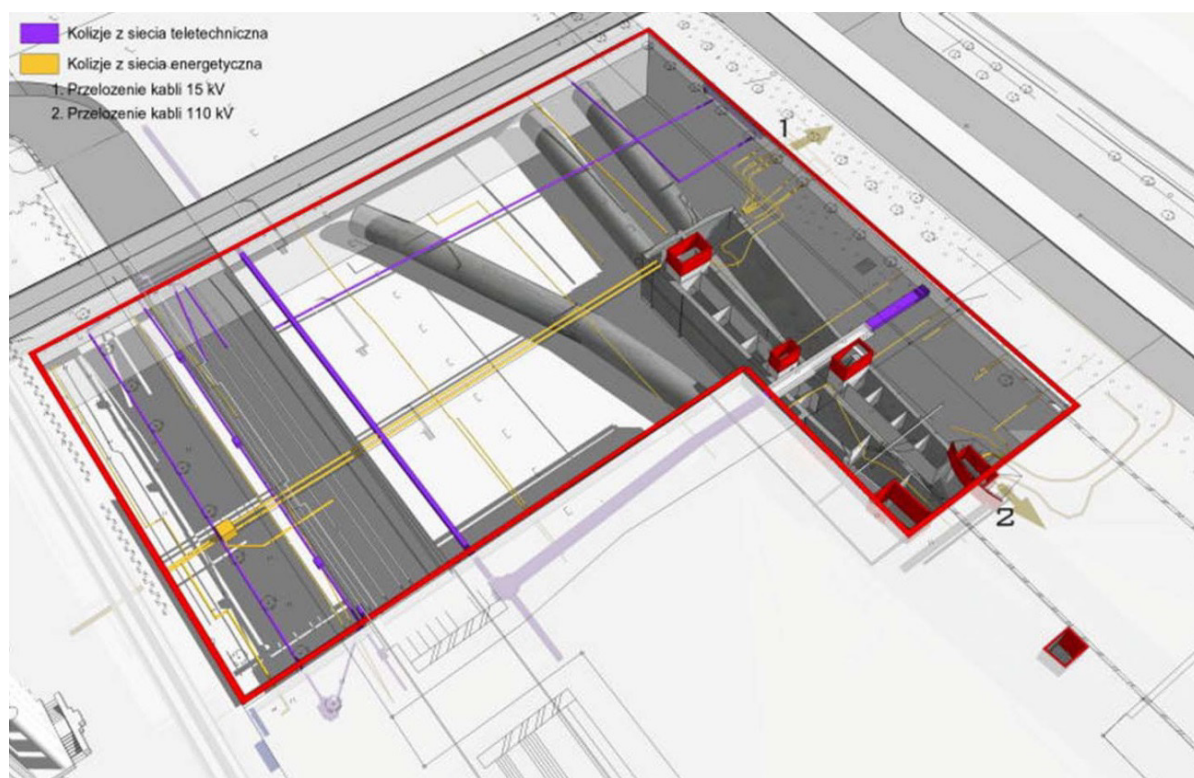 Kolizje z siecia teletechniczna
Kolizje z siecia energetyczna
1. Przelozenie kabli 15 kV
2. Przelozenie kabli 110 kV
1
2